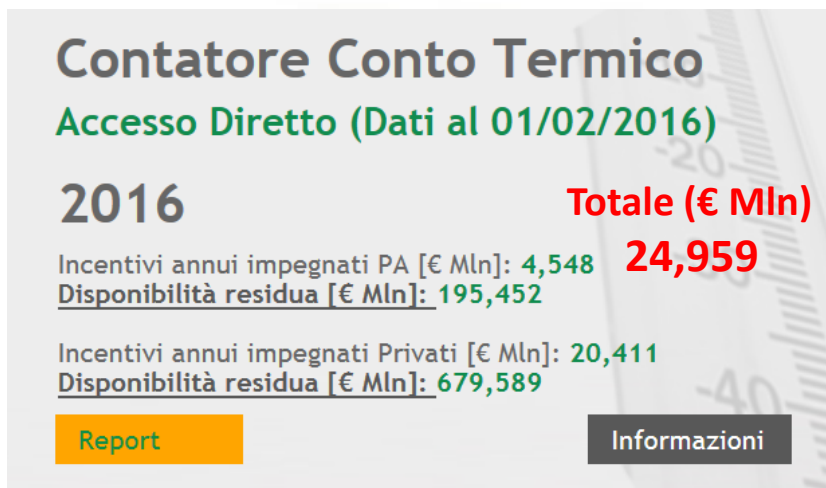 Contatore Conto Termico
Accesso Diretto (Dati al 01/02/2016)
-20
2016
Totale (€ Mln)
24,959
Incentivi annui impegnati PA [€ Mln]: 4,548
Disponibilità residua [€ Mln]: 195,452
Incentivi annui impegnati Privati [€ Mln]: 20,411
Disponibilità residua [€ Mln]: 679,589
-40
Report
Informazioni